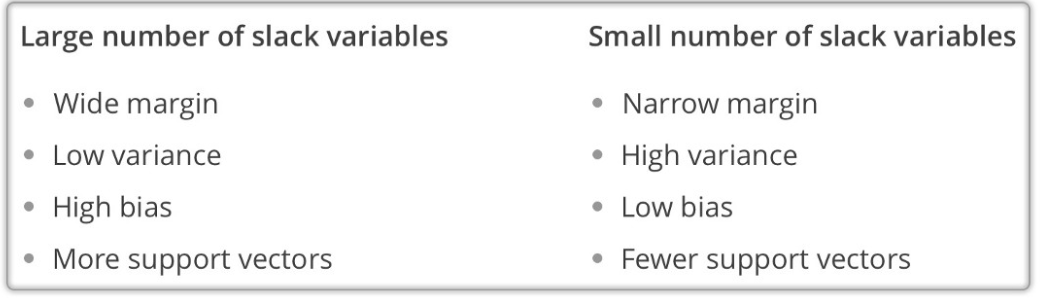 Large number of slack variables
• Wide margin
• Low variance
• High bias
• More support vectors
Small number of slack variables
• Narrow margin
• High variance
• Low bias
• Fewer support vectors